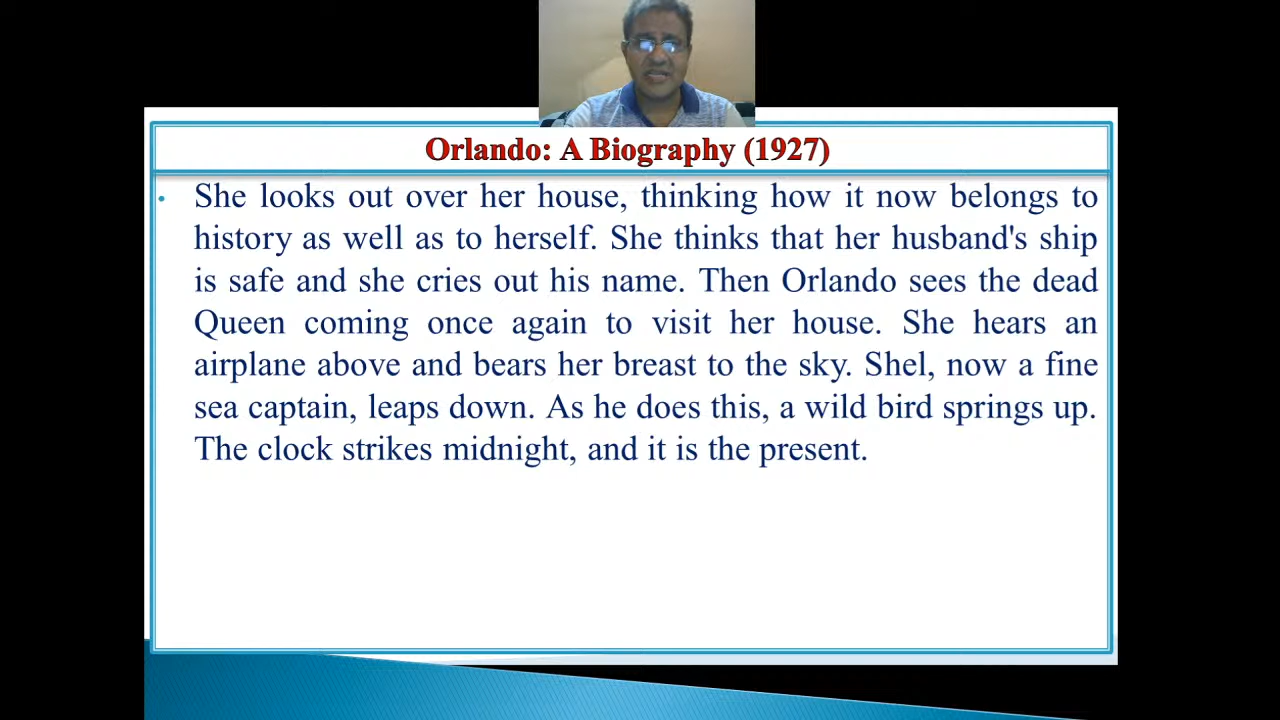 Orlando: A Biography (1927)
• She looks out over her house, thinking how it now belongs to
history as well as to herself. She thinks that her husband's ship
is safe and she cries out his name. Then Orlando sees the dead
Queen coming once again to visit her house. She hears an
airplane above and bears her breast to the sky. Shel, now a fine
sea captain, leaps down. As he does this, a wild bird springs up.
The clock strikes midnight, and it is the present.